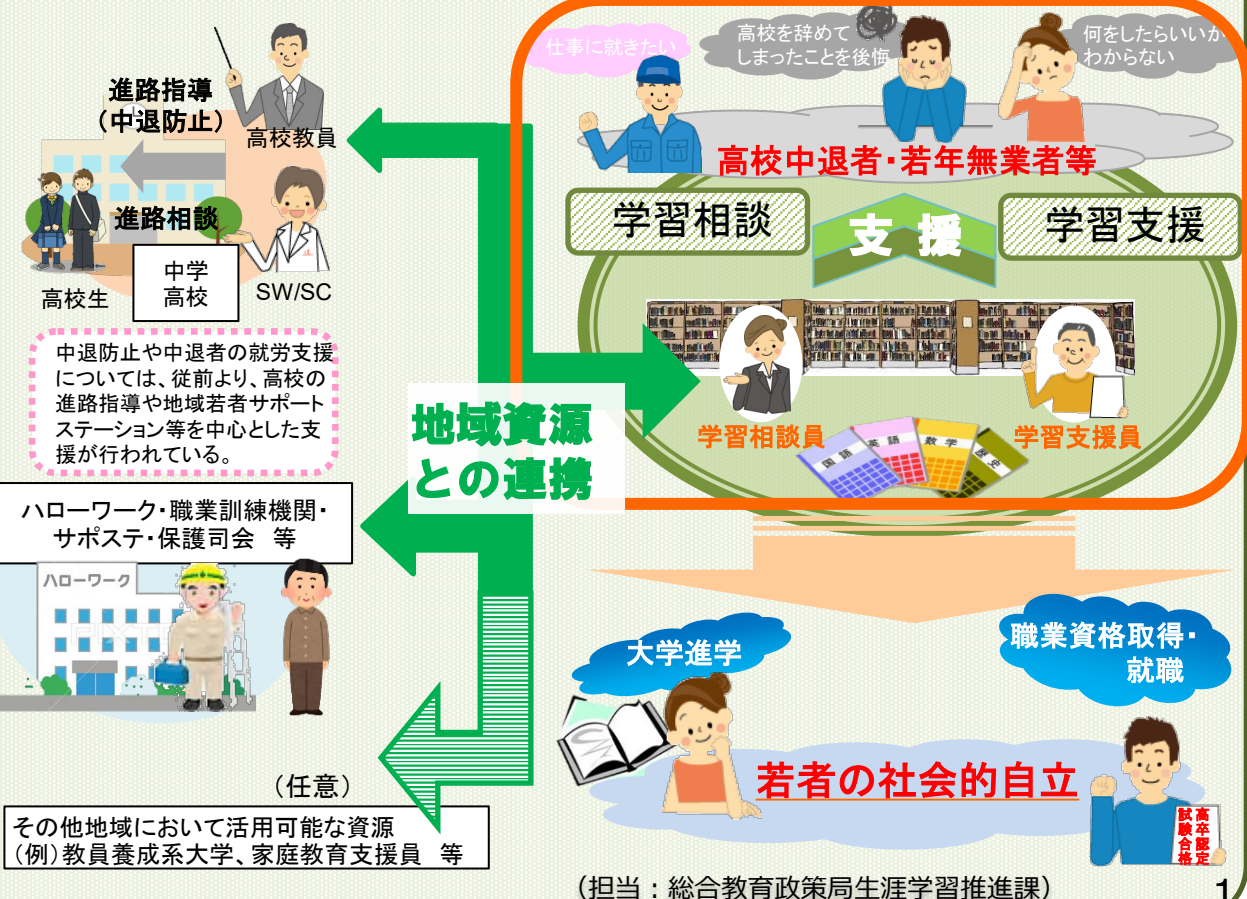 仕事に就きたい
高校を辞めて
しまったことを後悔
何をしたらいいか
わからない
高校中退者・若年無業者等
学習相談
支援
学習支援
学習相談員
学習支援員
国語
英語
数学
歴史
進路指導
(中退防止)
高校教員
進路相談
中学
高校
高校生
SW/SC
中退防止や中退者の就労支援
については、従前より、高校の
進路指導や地域若者サポート
ステーション等を中心とした支
援が行われている。
地域資源
との連携
ハローワーク・職業訓練機関・
サポステ・保護司会 等
ハローワーク
(任意)
その他地域において活用可能な資源
(例)教員養成系大学、家庭教育支援員 等
大学進学
職業資格取得・
就職
若者の社会的自立
高卒認定
試験合格
(担当:総合教育政策局生涯学習推進課)
1